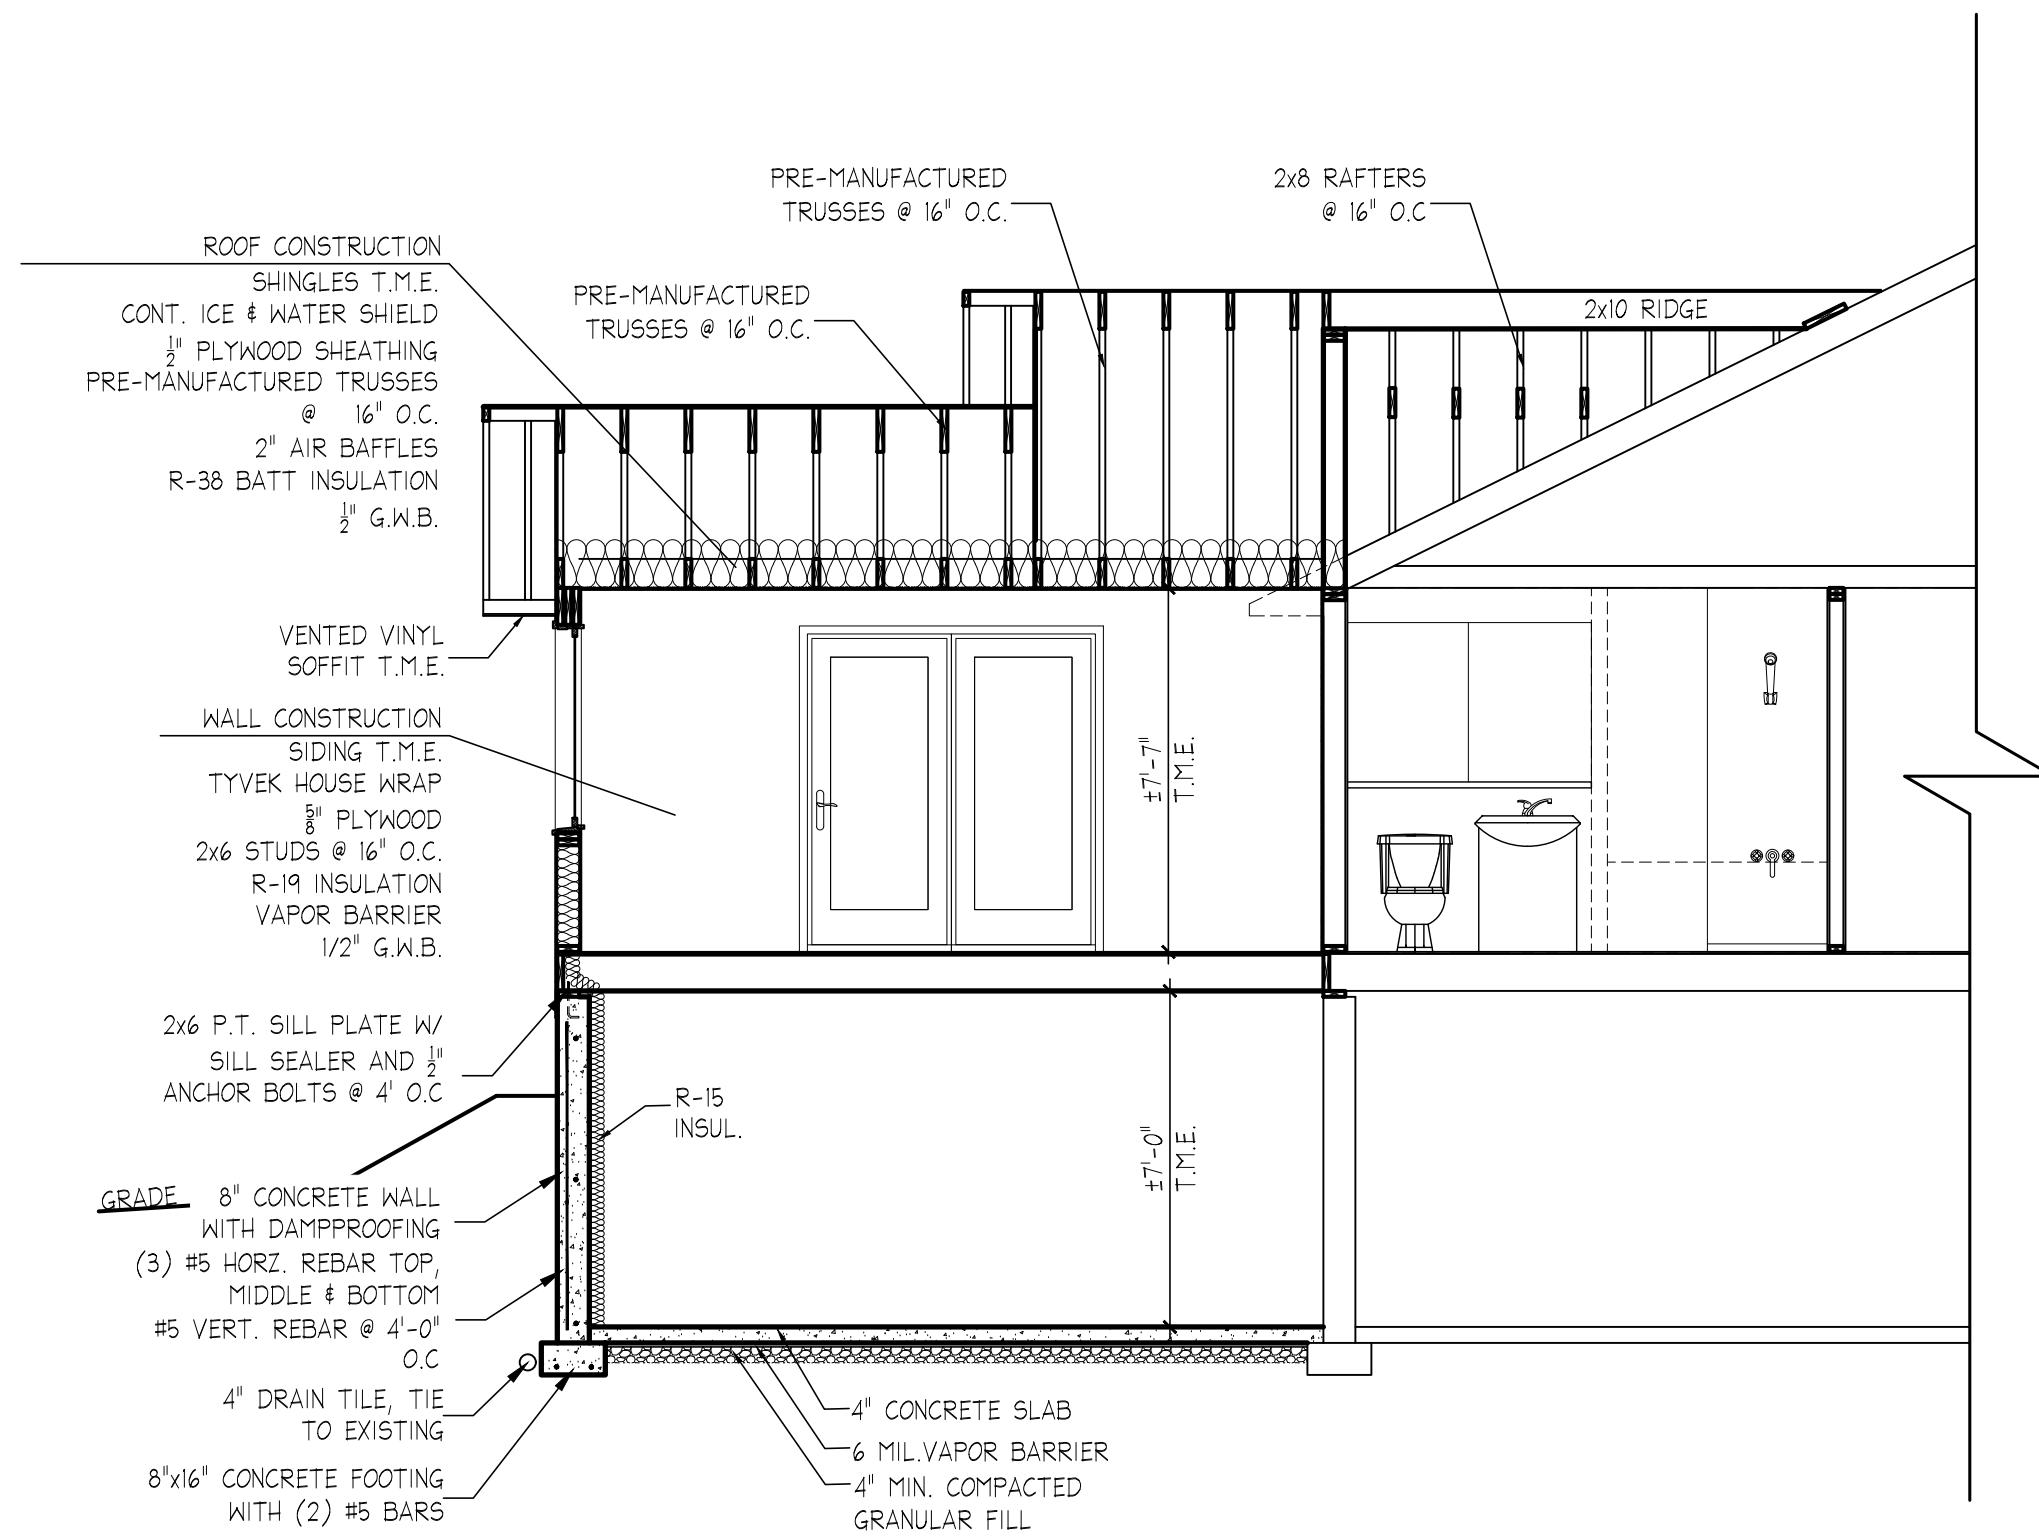 PRE-MANUFACTURED
TRUSSES @ 16" O.C.
2x8 RAFTERS
@ 16" O.C
ROOF CONSTRUCTION
SHINGLES T.M.E.
CONT. ICE & WATER SHIELD
1/2" PLYWOOD SHEATHING
PRE-MANUFACTURED TRUSSES
@ 16" O.C.
2" AIR BAFFLES
R-38 BATT INSULATION
1/2" G.W.B.
PRE-MANUFACTURED
TRUSSES @ 16" O.C.
2x10 RIDGE
VENTED VINYL
SOFFIT T.M.E.
WALL CONSTRUCTION
SIDING T.M.E.
TYVEK HOUSE WRAP
5/8" PLYWOOD
2x6 STUDS @ 16" O.C.
R-19 INSULATION
VAPOR BARRIER
1/2" G.W.B.
±7'-7"
T.M.E.
2x6 P.T. SILL PLATE W/
SILL SEALER AND 1/2"
ANCHOR BOLTS @ 4' O.C
R-15
INSUL.
±7'-0"
T.M.E.
GRADE
8" CONCRETE WALL
WITH DAMPPROOFING
(3) #5 HORZ. REBAR TOP,
MIDDLE & BOTTOM
#5 VERT. REBAR @ 4'-0"
O.C
4" DRAIN TILE, TIE
TO EXISTING
8"x16" CONCRETE FOOTING
WITH (2) #5 BARS
4" CONCRETE SLAB
6 MIL.VAPOR BARRIER
4" MIN. COMPACTED
GRANULAR FILL